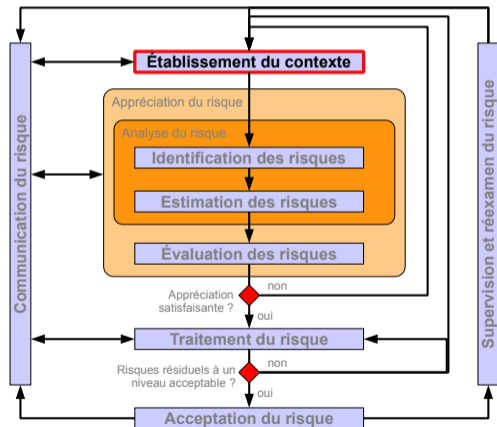 Établissement du contexte
Appréciation du risque
Analyse du risque
Identification des risques
Estimation des risques
Évaluation des risques
Appréciation
satisfaisante ?
non
oui
Traitement du risque
Risques résiduels à un
niveau acceptable ?
non
oui
Acceptation du risque
Communication du risque
Supervision et réexamen du risque